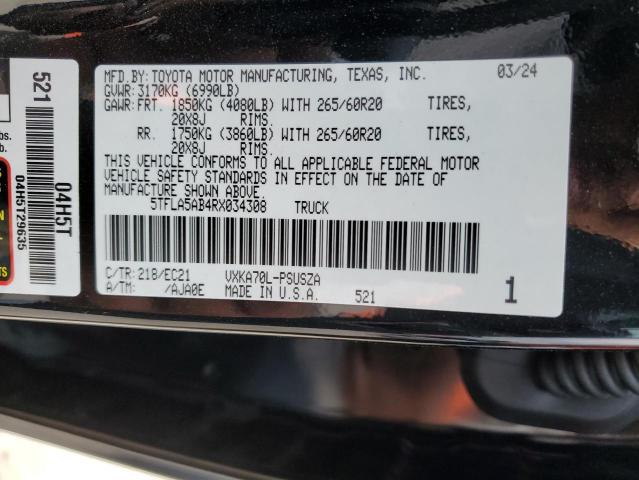 MFD.BY:TOYOTA MOTOR MANUFACTURING, TEXAS, INC. 03/24
GVWR:3170KG (6990LB)
GAWR:FRT. 1850KG (4080LB) WITH 265/60R20 TIRES,
20X8J RIMS.
RR. 1750KG (3860LB) WITH 265/60R20 TIRES,
20X8J RIMS.
THIS VEHICLE CONFORMS TO ALL APPLICABLE FEDERAL MOTOR
VEHICLE SAFETY STANDARDS IN EFFECT ON THE DATE OF
MANUFACTURE SHOWN ABOVE.
5TFLA5AB4RX034308 TRUCK
C/TR:218/EC21 VXKA70L-PSUSZA
A/TM: /AJA0E MADE IN U.S.A. 521 1
521
04H5T
04H5T29635
bs.
b.